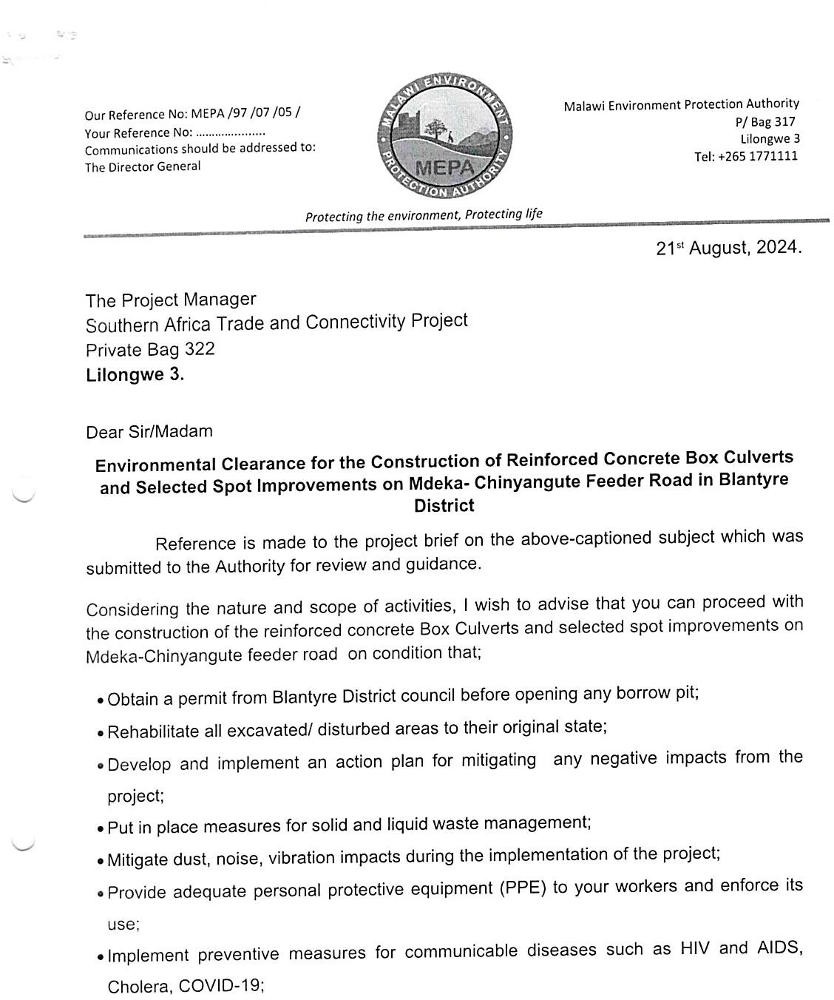 Our Reference No: MEPA /97 /07 /05 /
Your Reference No: ......................
Communications should be addressed to:
The Director General
MALAWI ENVIRONMENT
PROTECTION AUTHORITY
MEPA
Malawi Environment Protection Authority
P/ Bag 317
Lilongwe 3
Tel: +265 1771111
Protecting the environment, Protecting life
21st August, 2024.
The Project Manager
Southern Africa Trade and Connectivity Project
Private Bag 322
Lilongwe 3.
Dear Sir/Madam
Environmental Clearance for the Construction of Reinforced Concrete Box Culverts
and Selected Spot Improvements on Mdeka- Chinyangute Feeder Road in Blantyre
District
Reference is made to the project brief on the above-captioned subject which was
submitted to the Authority for review and guidance.
Considering the nature and scope of activities, I wish to advise that you can proceed with
the construction of the reinforced concrete Box Culverts and selected spot improvements on
Mdeka-Chinyangute feeder road  on condition that;
• Obtain a permit from Blantyre District council before opening any borrow pit;
• Rehabilitate all excavated/ disturbed areas to their original state;
• Develop and implement an action plan for mitigating  any negative impacts from the
project;
• Put in place measures for solid and liquid waste management;
• Mitigate dust, noise, vibration impacts during the implementation of the project;
• Provide adequate personal protective equipment (PPE) to your workers and enforce its
use;
• Implement preventive measures for communicable diseases such as HIV and AIDS,
Cholera, COVID-19;